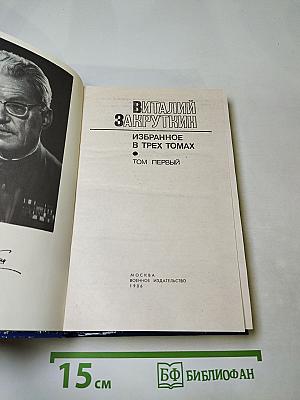 ВИТАЛИЙ
ЗАКРУТКИН
ИЗБРАННОЕ
В ТРЕХ ТОМАХ
ТОМ ПЕРВЫЙ
МОСКВА
ВОЕННОЕ ИЗДАТЕЛЬСТВО
1986
15 см
БФ БИБЛИОФАН